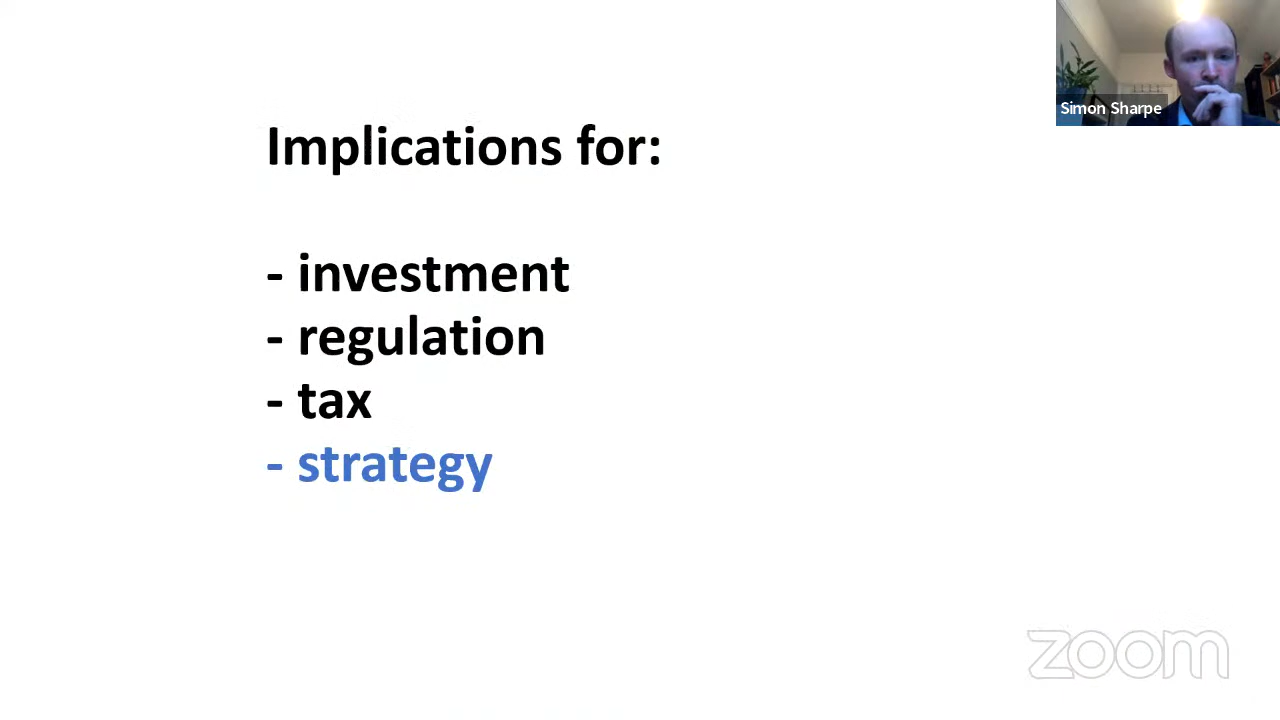 Simon Sharpe
Implications for:
- investment
- regulation
- tax
- strategy
zoom